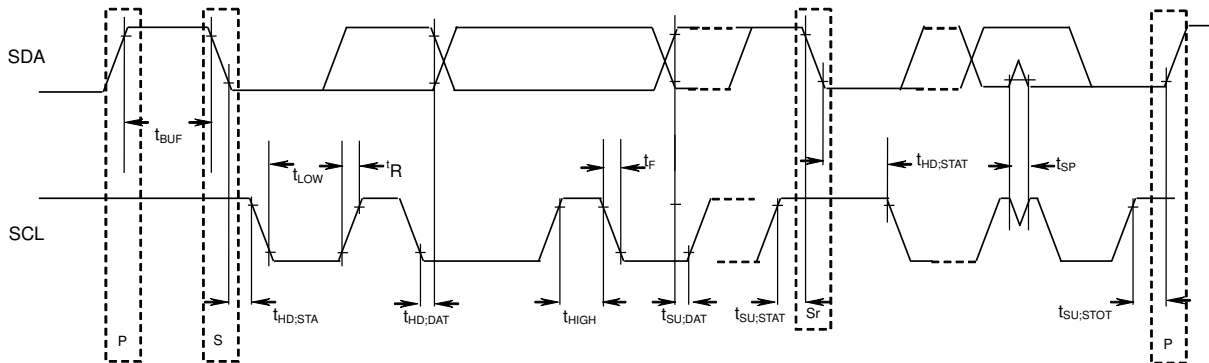 SDA
tBUF
tLOW
tR
tF
tHD;STAT
tSP
SCL
tHD;STA
tHD;DAT
tHIGH
tSU;DAT
tSU;STAT
Sr
tSU;STOT
P
S
P